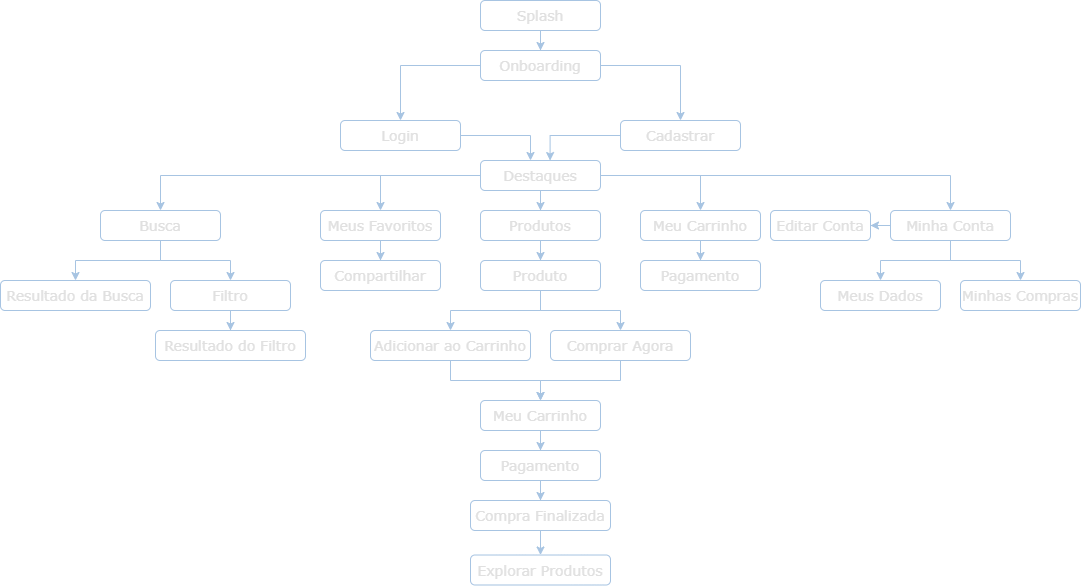 Splash
Onboarding
Login
Cadastrar
Destaques
Busca
Meus Favoritos
Produtos
Meu Carrinho
Editar Conta
Minha Conta
Compartilhar
Produto
Pagamento
Resultado da Busca
Filtro
Meus Dados
Minhas Compras
Resultado do Filtro
Adicionar ao Carrinho
Comprar Agora
Meu Carrinho
Pagamento
Compra Finalizada
Explorar Produtos